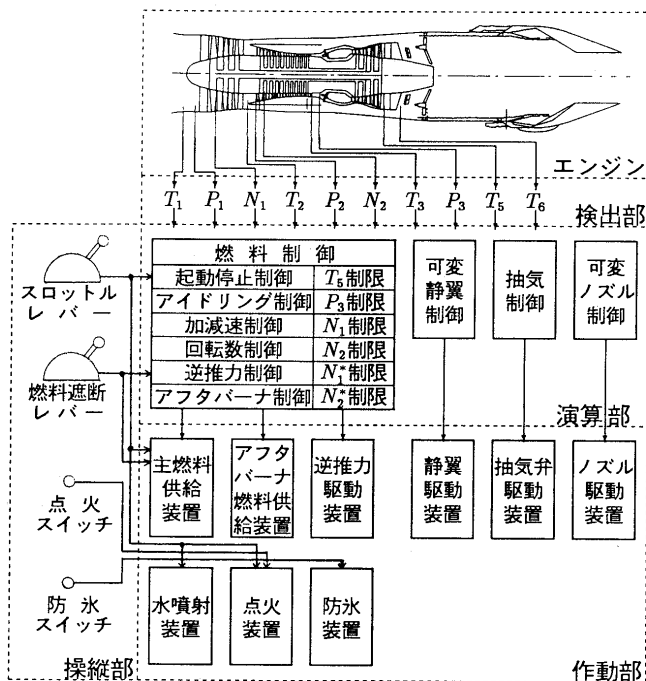 エンジン
T₁ P₁ N₁ T₂ P₂ N₂ T₃ P₃ T₅ T₆
検出部
スロットル
レバー
燃料遮断
レバー
点火
スイッチ
防氷
スイッチ
操縦部
燃料制御
起動停止制御 T₅制限
アイドリング制御 P₃制限
加減速制御 N₁制限
回転数制御 N₂制限
逆推力制御 N₁*制限
アフタバーナ制御 N₂*制限
可変
静翼
制御
抽気
制御
可変
ノズル
制御
演算部
主燃料
供給
装置
アフタ
バーナ
燃料供
給装置
逆推力
駆動
装置
静翼
駆動
装置
抽気弁
駆動
装置
ノズル
駆動
装置
水噴射
装置
点火
装置
防氷
装置
作動部